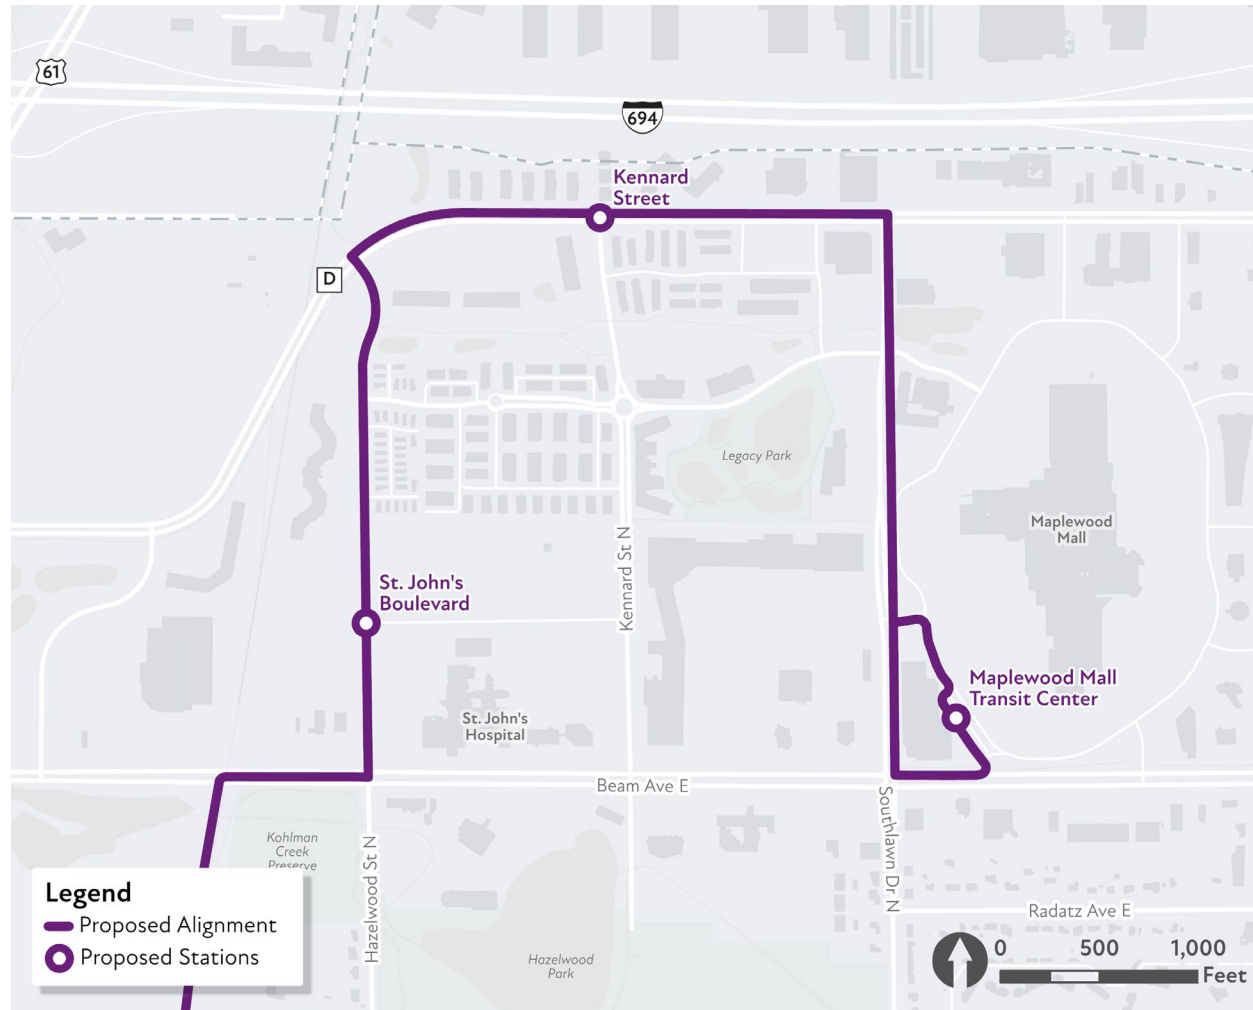 61
694
Kennard
Street
D
Legacy Park
Maplewood
Mall
Kennard St N
St. John's
Boulevard
Maplewood Mall
Transit Center
St. John's
Hospital
Beam Ave E
Southlawn Dr N
Kohlman
Creek
Preserve
Hazelwood St N
Legend
Proposed Alignment
Proposed Stations
Radatz Ave E
Hazelwood
Park
0 500 1,000
Feet